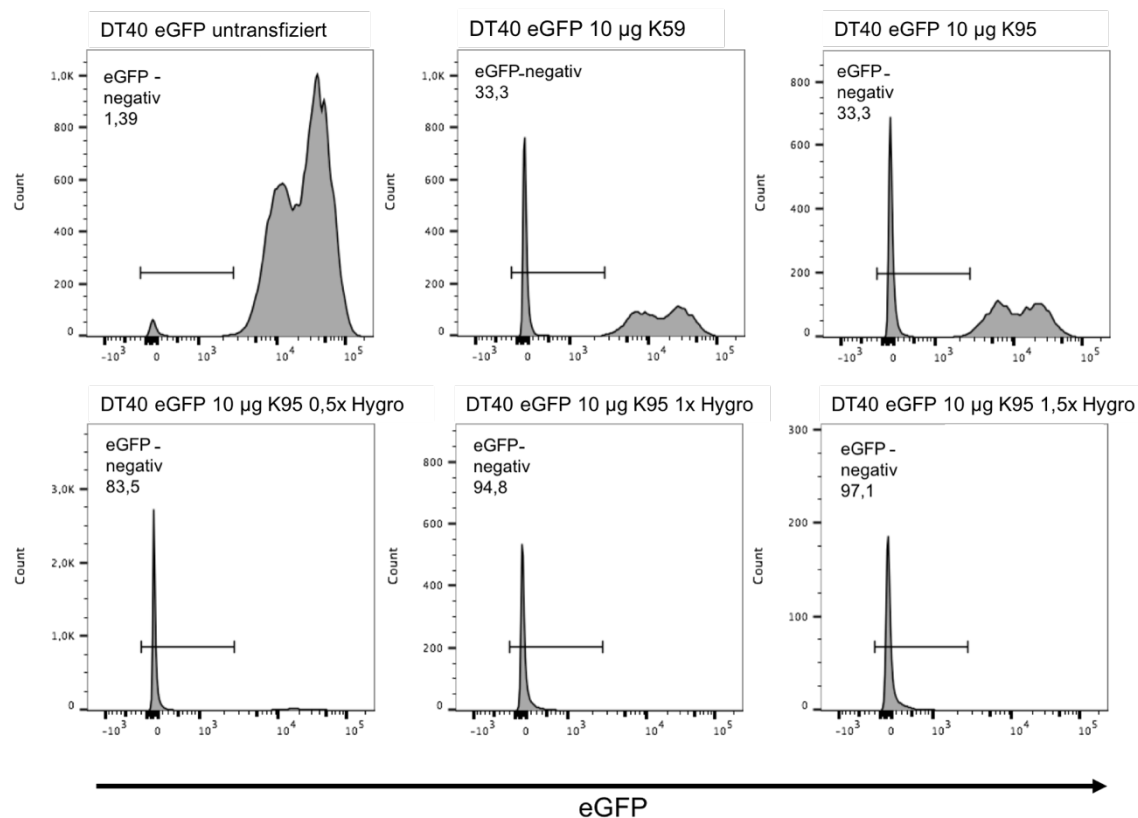 DT40 eGFP untransfiziert
eGFP -
negativ
1,39
Count
1,0K
800
600
400
200
0
-10³ 0 10³ 10⁴ 10⁵
DT40 eGFP 10 µg K59
eGFP-negativ
33,3
Count
1,0K
800
600
400
200
0
-10³ 0 10³ 10⁴ 10⁵
DT40 eGFP 10 µg K95
eGFP-
negativ
33,3
Count
800
600
400
200
0
-10³ 0 10³ 10⁴ 10⁵
DT40 eGFP 10 µg K95 0,5x Hygro
eGFP -
negativ
83,5
Count
3,0K
2,0K
1,0K
0
-10³ 0 10³ 10⁴ 10⁵
DT40 eGFP 10 µg K95 1x Hygro
eGFP-
negativ
94,8
Count
800
600
400
200
0
-10³ 0 10³ 10⁴ 10⁵
DT40 eGFP 10 µg K95 1,5x Hygro
eGFP -
negativ
97,1
Count
300
200
100
0
-10³ 0 10³ 10⁴ 10⁵
eGFP